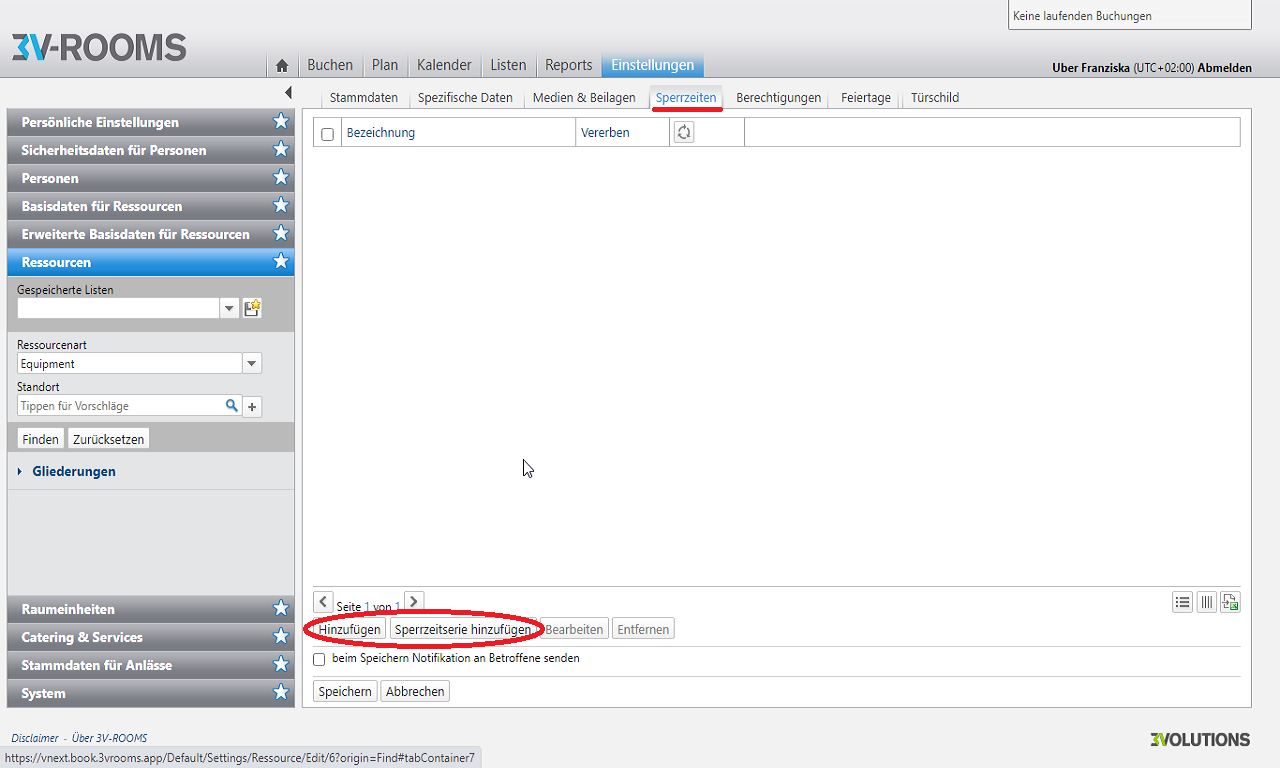 Keine laufenden Buchungen
3V-ROOMS
Buchen Plan Kalender Listen Reports Einstellungen
Uber Franziska (UTC+02:00) Abmelden
Stammdaten Spezifische Daten Medien & Beilagen Sperrzeiten Berechtigungen Feiertage Türschild
Persönliche Einstellungen
Sicherheitsdaten für Personen
Personen
Basisdaten für Ressourcen
Erweiterte Basisdaten für Ressourcen
Ressourcen
Gespeicherte Listen
Ressourcenart
Equipment
Standort
Tippen für Vorschläge
Finden Zurücksetzen
Gliederungen
Raumeinheiten
Catering & Services
Stammdaten für Anlässe
System
Bezeichnung Vererben
Seite 1 von 1
Hinzufügen Sperrzeitserie hinzufügen Bearbeiten Entfernen
beim Speichern Notifikation an Betroffene senden
Speichern Abbrechen
Disclaimer - Über 3V-ROOMS
3VOLUTIONS
https://vnext.book.3vrooms.app/Default/Settings/Ressource/Edit/6?origin=Find#tabContainer7